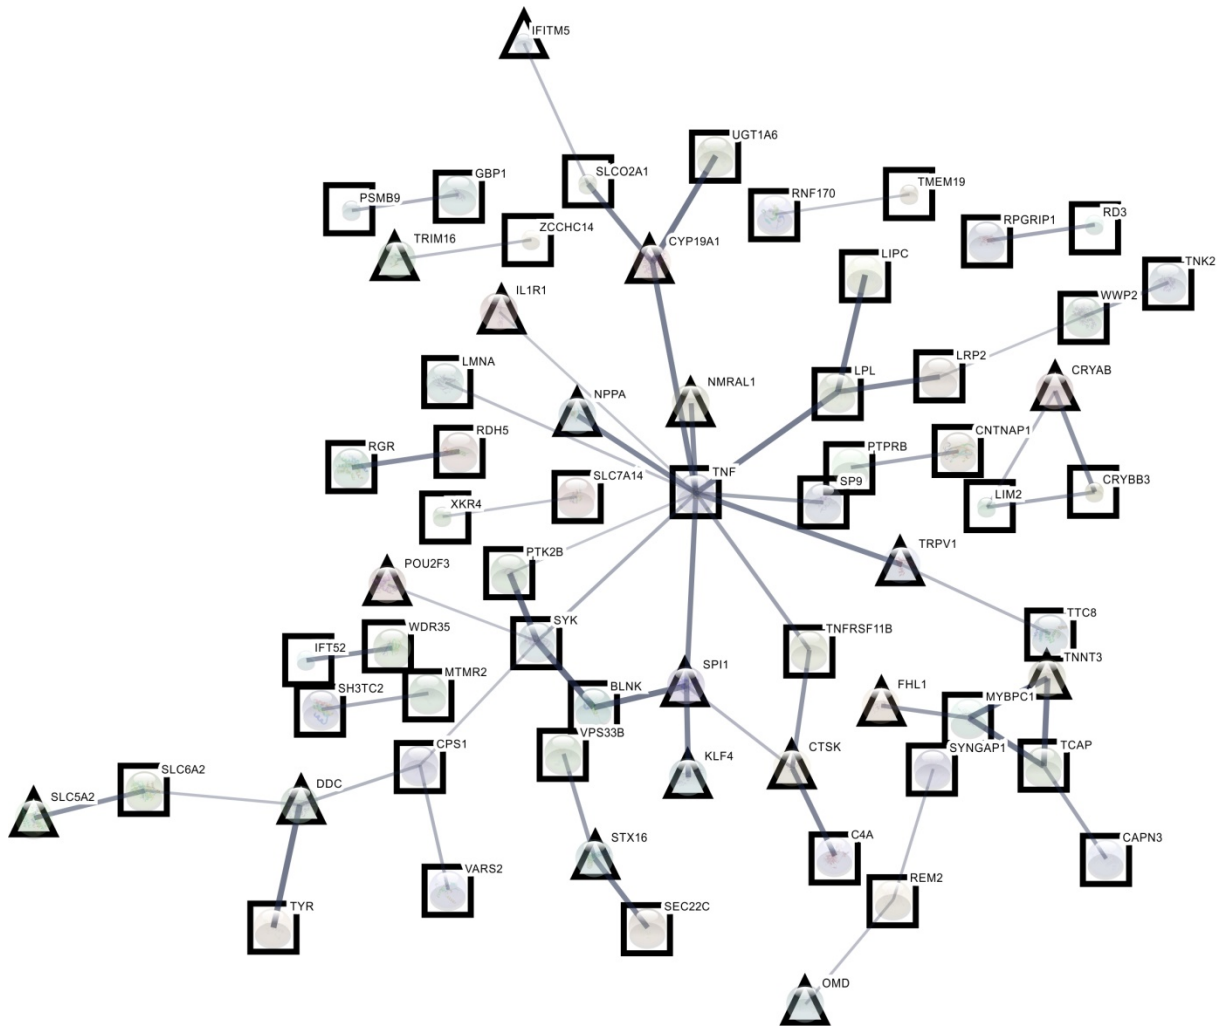 IFITM5
UGT1A6
SLCO2A1
GBP1
PSMB9
RNF170
TMEM19
RPGRIP1
RD3
ZCCHC14
TRIM16
CYP19A1
LIPC
TNK2
IL1R1
WWP2
LMNA
NPPA
NMRAL1
LPL
LRP2
CRYAB
RGR
RDH5
PTPRB
CNTNAP1
SLC7A14
TNF
SP9
CRYBB3
XKR4
LIM2
PTK2B
POU2F3
TRPV1
SYK
TNFRSF11B
TTC8
WDR35
IFT52
SPI1
TNNT3
SH3TC2
MTMR2
BLNK
FHL1
MYBPC1
VPS33B
CPS1
KLF4
CTSK
SYNGAP1
TCAP
SLC6A2
DDC
SLC5A2
STX16
C4A
CAPN3
VARS2
REM2
TYR
SEC22C
OMD